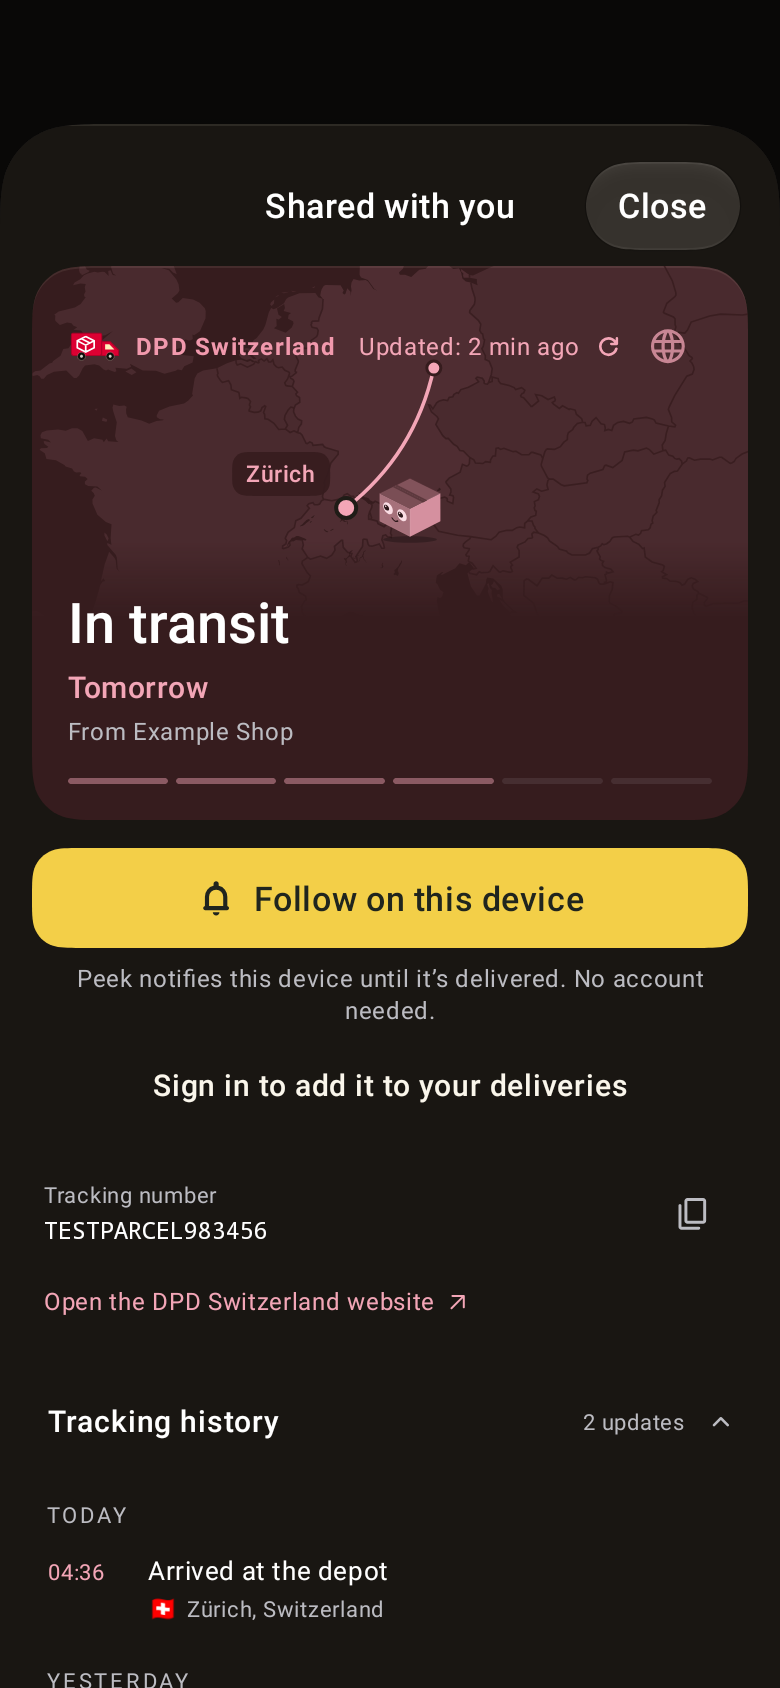 Shared with you
Close
DPD Switzerland
Updated: 2 min ago
Zürich
In transit
Tomorrow
From Example Shop
Follow on this device
Peek notifies this device until it’s delivered. No account
needed.
Sign in to add it to your deliveries
Tracking number
TESTPARCEL983456
Open the DPD Switzerland website
Tracking history
2 updates
TODAY
04:36
Arrived at the depot
Zürich, Switzerland
YESTERDAY